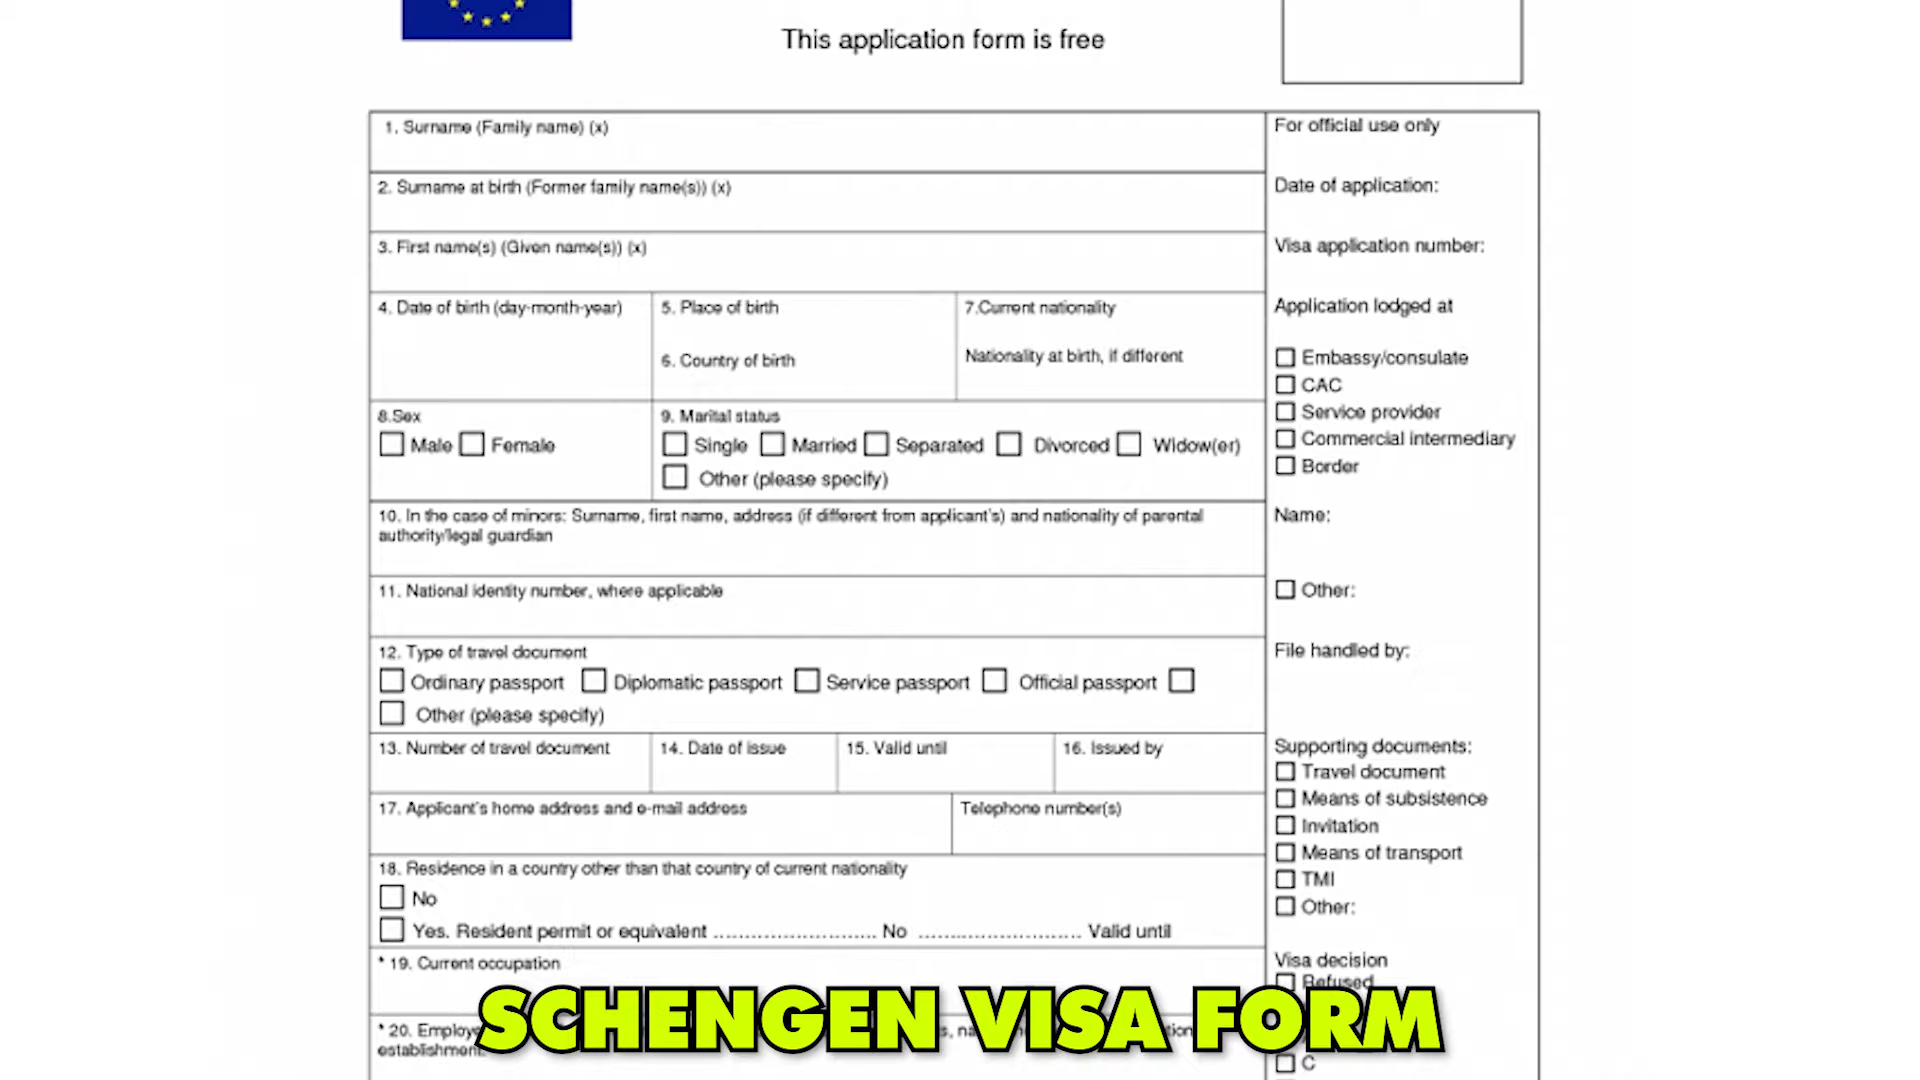 This application form is free
1. Surname (Family name) (x)
2. Surname at birth (Former family name(s)) (x)
3. First name(s) (Given name(s)) (x)
4. Date of birth (day-month-year)
5. Place of birth
6. Country of birth
7.Current nationality
Nationality at birth, if different
8.Sex
Male Female
9. Marital status
Single Married Separated Divorced Widow(er)
Other (please specify)
10. In the case of minors: Surname, first name, address (if different from applicant's) and nationality of parental
authority/legal guardian
11. National identity number, where applicable
12. Type of travel document
Ordinary passport Diplomatic passport Service passport Official passport
Other (please specify)
13. Number of travel document
14. Date of issue
15. Valid until
16. Issued by
17. Applicant's home address and e-mail address
Telephone number(s)
18. Residence in a country other than that country of current nationality
No
Yes. Resident permit or equivalent .......................... No .......................... Valid until
* 19. Current occupation
* 20.
establishment.
For official use only
Date of application:
Visa application number:
Application lodged at
Embassy/consulate
CAC
Service provider
Commercial intermediary
Border
Name:
Other:
File handled by:
Supporting documents:
Travel document
Means of subsistence
Invitation
Means of transport
TMI
Other:
Visa decision
Refused
C
SCHENGEN VISA FORM